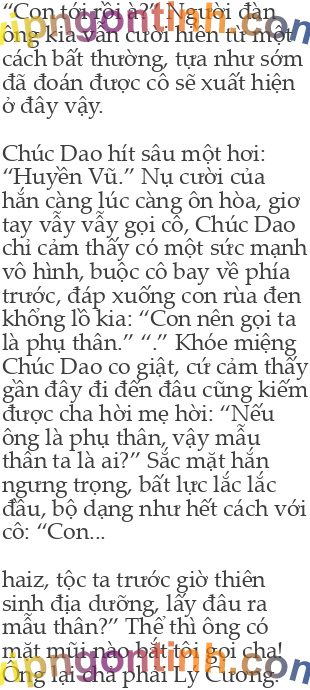 “Con tới rồi à?” Người đàn
ông kia vẫn cười hiền từ một
cách bất thường, tựa như sớm
đã đoán được cô sẽ xuất hiện
ở đây vậy.
Chúc Dao hít sâu một hơi:
“Huyền Vũ.” Nụ cười của
hắn càng lúc càng ôn hòa, giơ
tay vẫy vẫy gọi cô, Chúc Dao
chỉ cảm thấy có một sức mạnh
vô hình, buộc cô bay về phía
trước, đáp xuống con rùa đen
khổng lồ kia: “Con nên gọi ta
là phụ thân.” “.” Khóe miệng
Chúc Dao co giật, cứ cảm thấy
gần đây đi đến đâu cũng kiếm
được cha hời mẹ hời: “Nếu
ông là phụ thân, vậy mẫu
thân ta là ai?” Sắc mặt hắn
ngưng trọng, bất lực lắc lắc
đầu, bộ dạng như hết cách với
cô: “Con...
haiz, tộc ta trước giờ thiên
sinh địa dưỡng, lấy đâu ra
mẫu thân?” Thể thì ông có
mặt mũi nào bắt tôi gọi cha!
Ông lại chả phải Lý Cương.
vipngontinh.com
vipngontinh.com